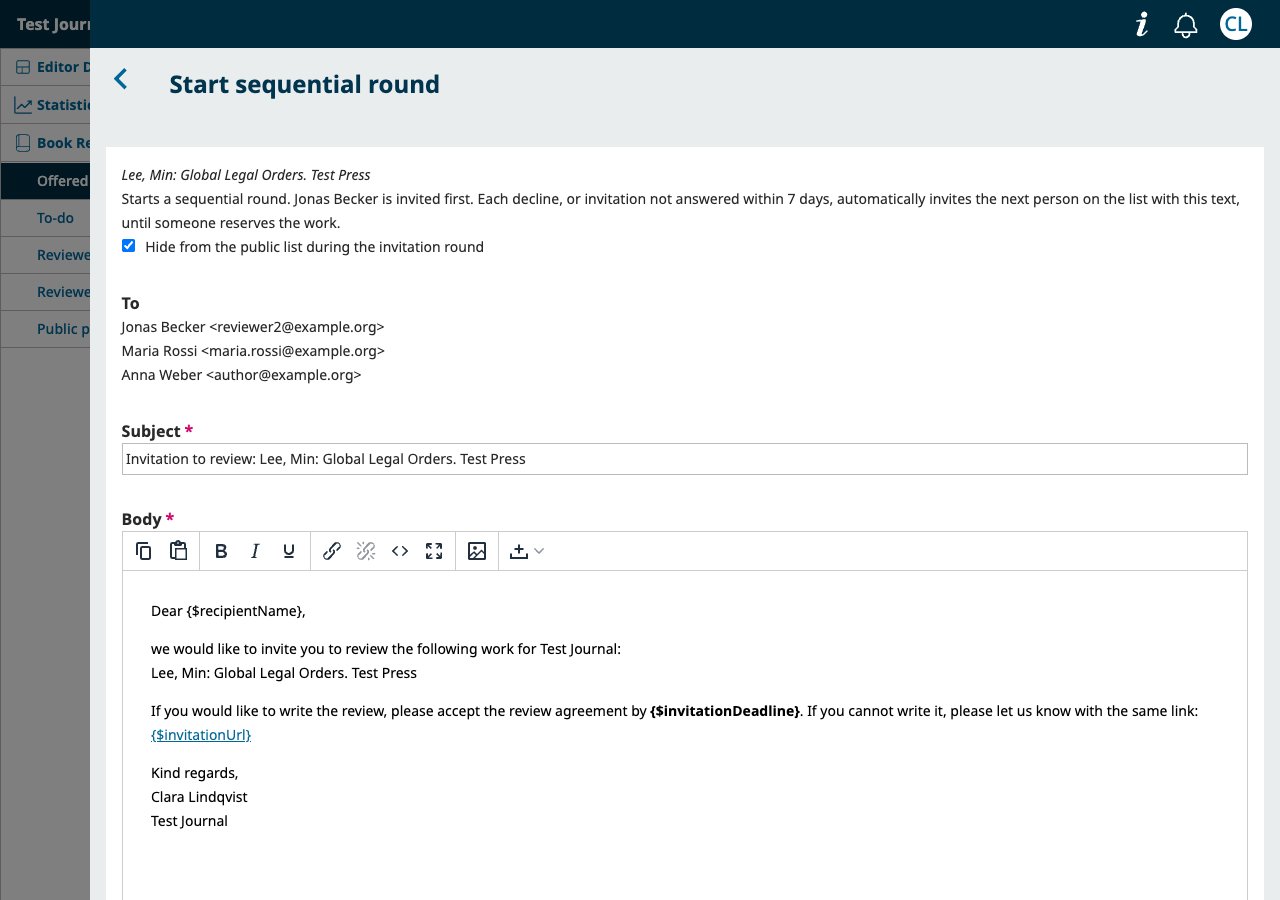 Test Jour
CL
Editor D
Statisti
Book Re
Offered
To-do
Reviewe
Reviewe
Public p
Start sequential round
Lee, Min: Global Legal Orders. Test Press
Starts a sequential round. Jonas Becker is invited first. Each decline, or invitation not answered within 7 days, automatically invites the next person on the list with this text,
until someone reserves the work.
Hide from the public list during the invitation round
To
Jonas Becker <reviewer2@example.org>
Maria Rossi <maria.rossi@example.org>
Anna Weber <author@example.org>
Subject *
Invitation to review: Lee, Min: Global Legal Orders. Test Press
Body *
Dear {$recipientName},
we would like to invite you to review the following work for Test Journal:
Lee, Min: Global Legal Orders. Test Press
If you would like to write the review, please accept the review agreement by {$invitationDeadline}. If you cannot write it, please let us know with the same link:
{$invitationUrl}
Kind regards,
Clara Lindqvist
Test Journal